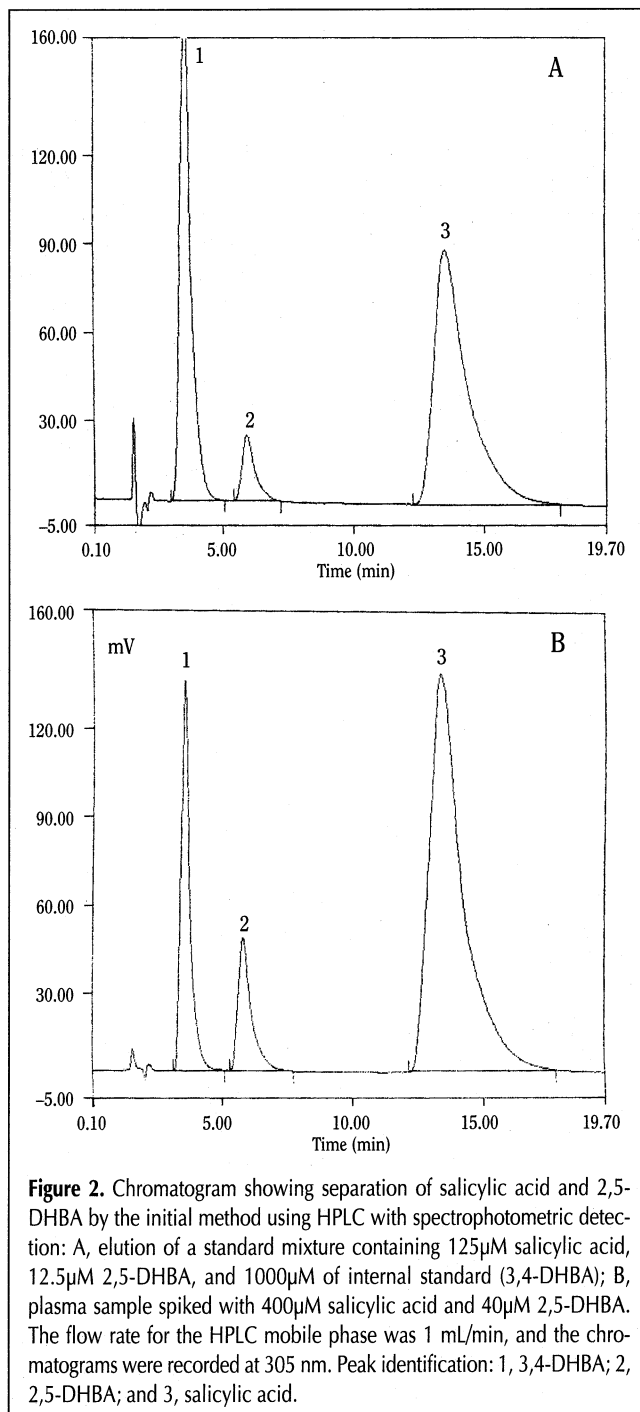 160.00
1
A
120.00
90.00
3
60.00
2
30.00
−5.00
0.10 5.00 10.00 15.00 19.70
Time (min)
160.00
mV
1
3
B
120.00
90.00
2
60.00
30.00
−5.00
0.10 5.00 10.00 15.00 19.70
Time (min)
Figure 2. Chromatogram showing separation of salicylic acid and 2,5-
DHBA by the initial method using HPLC with spectrophotometric detec-
tion: A, elution of a standard mixture containing 125µM salicylic acid,
12.5µM 2,5-DHBA, and 1000µM of internal standard (3,4-DHBA); B,
plasma sample spiked with 400µM salicylic acid and 40µM 2,5-DHBA.
The flow rate for the HPLC mobile phase was 1 mL/min, and the chro-
matograms were recorded at 305 nm. Peak identification: 1, 3,4-DHBA; 2,
2,5-DHBA; and 3, salicylic acid.